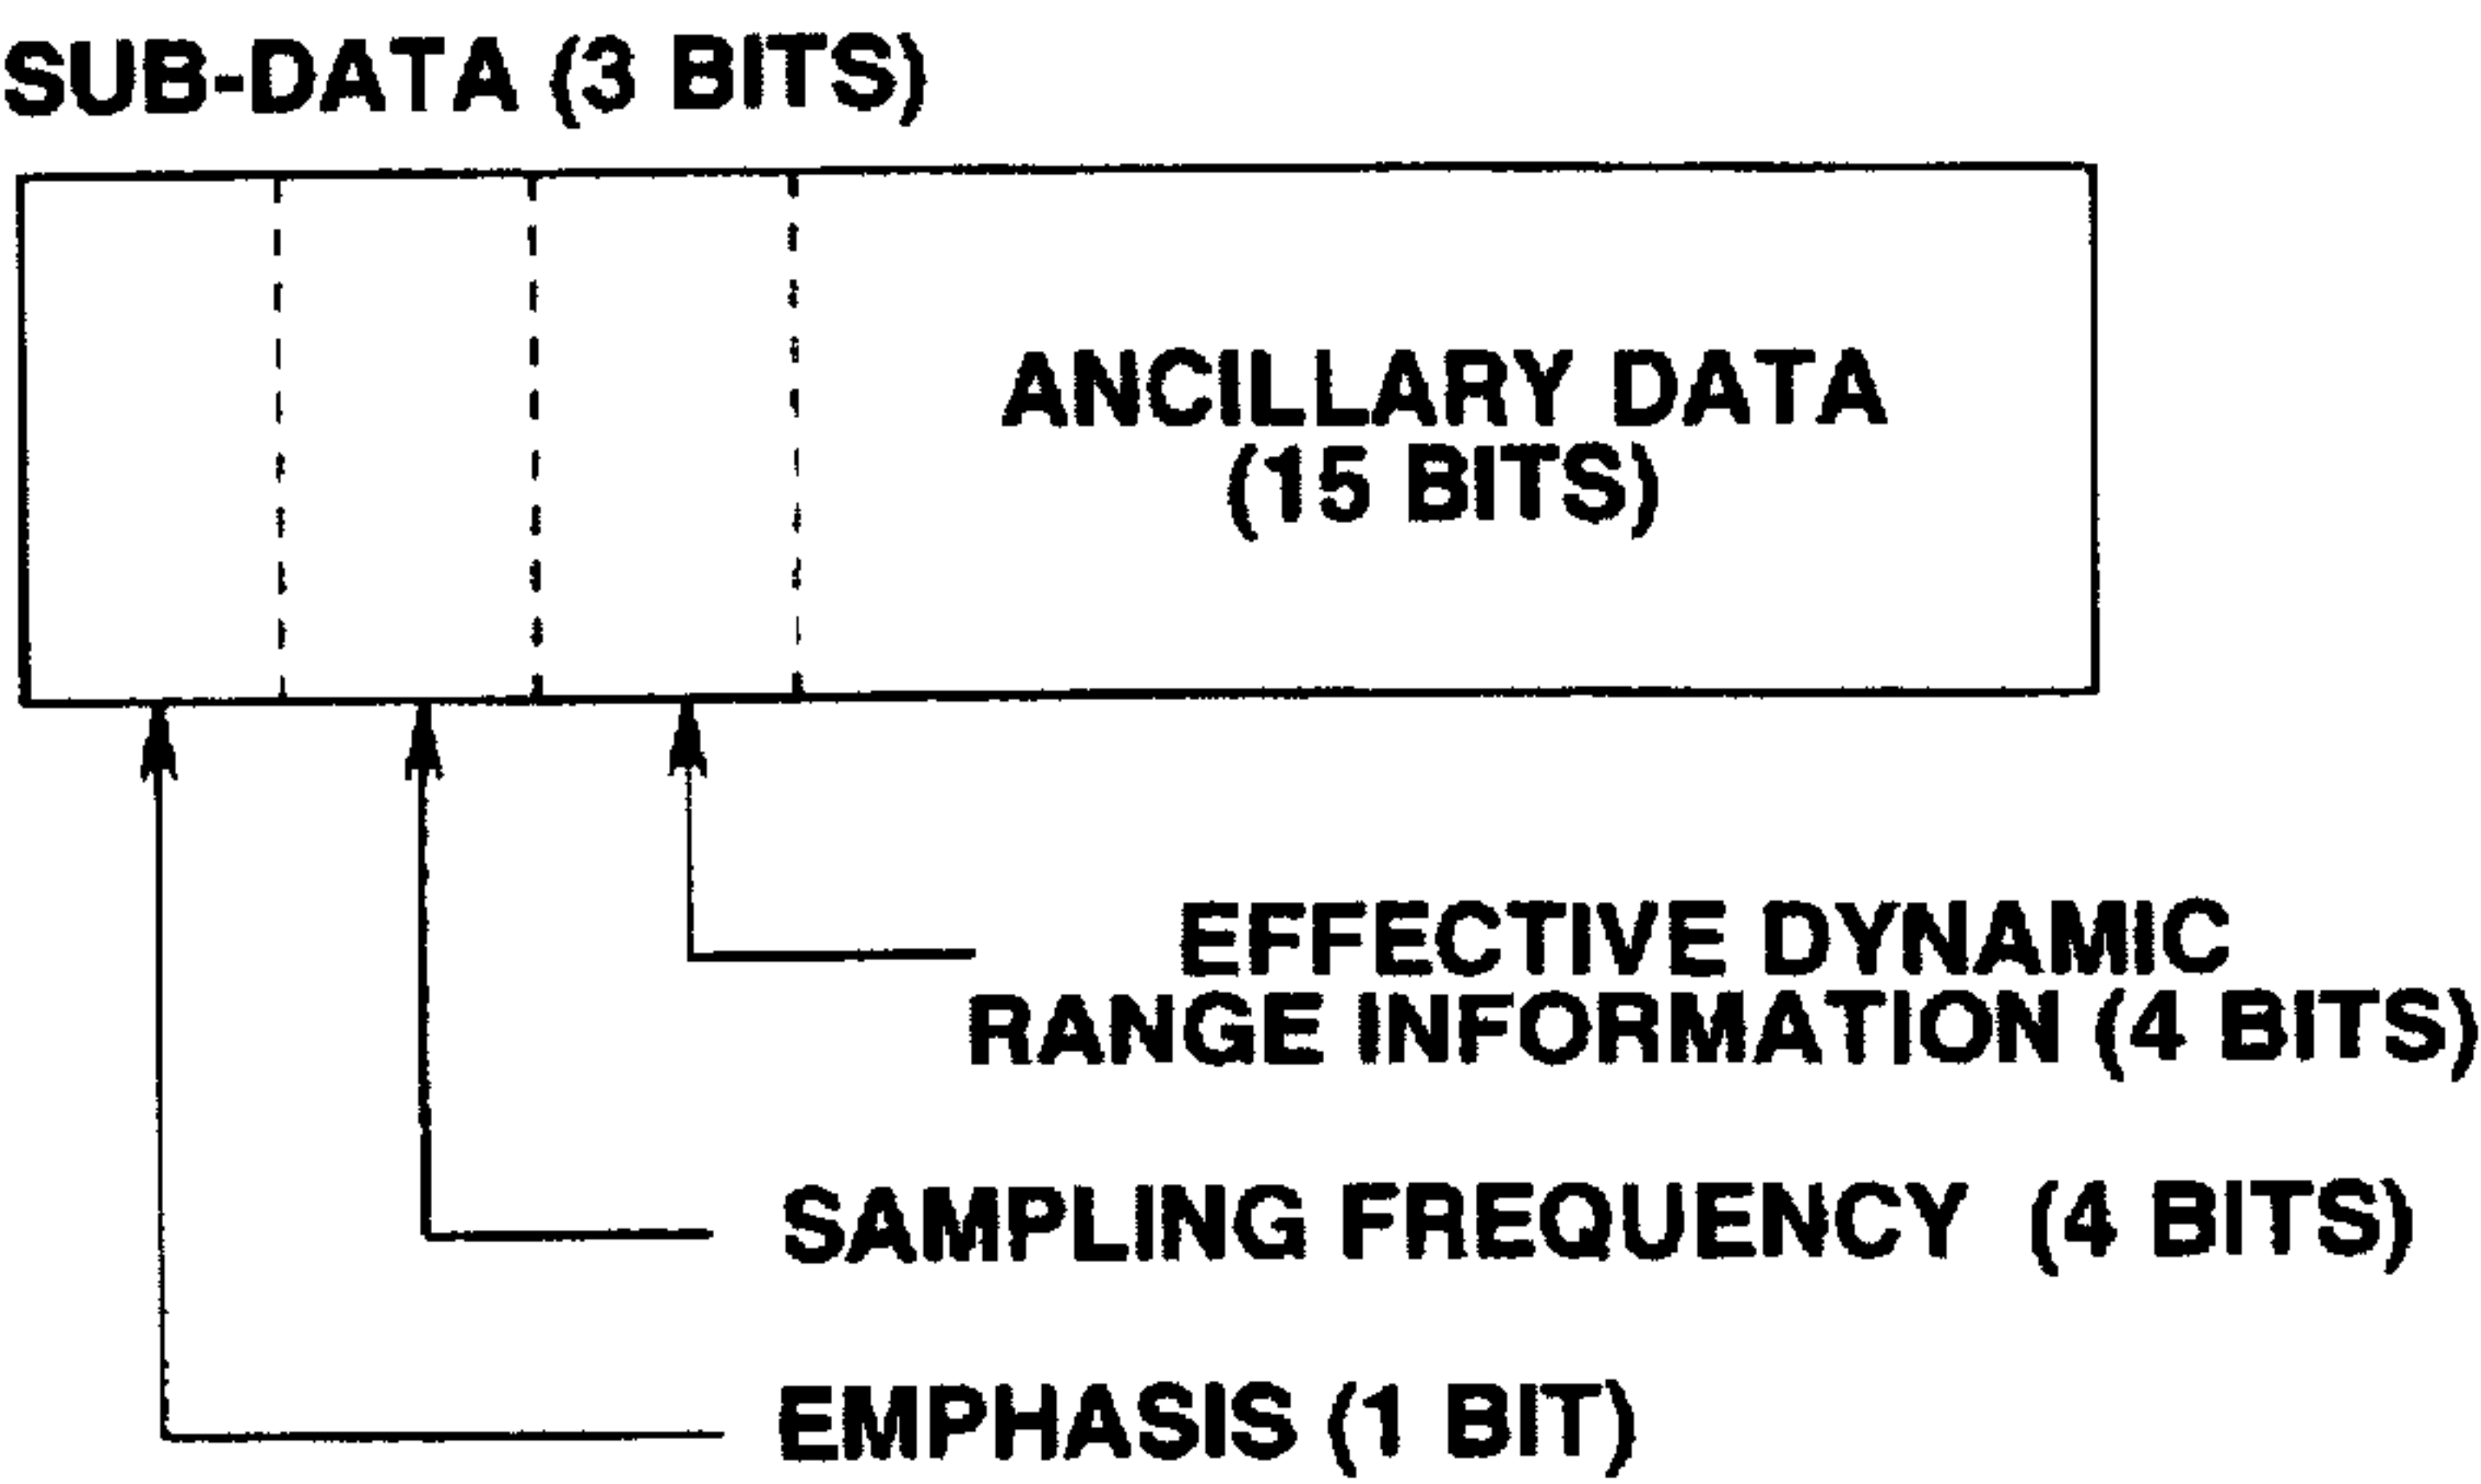 SUB-DATA (3 BITS)
ANCILLARY DATA
(15 BITS)
EFFECTIVE DYNAMIC
RANGE INFORMATION (4 BITS)
SAMPLING FREQUENCY (4 BITS)
EMPHASIS (1 BIT)